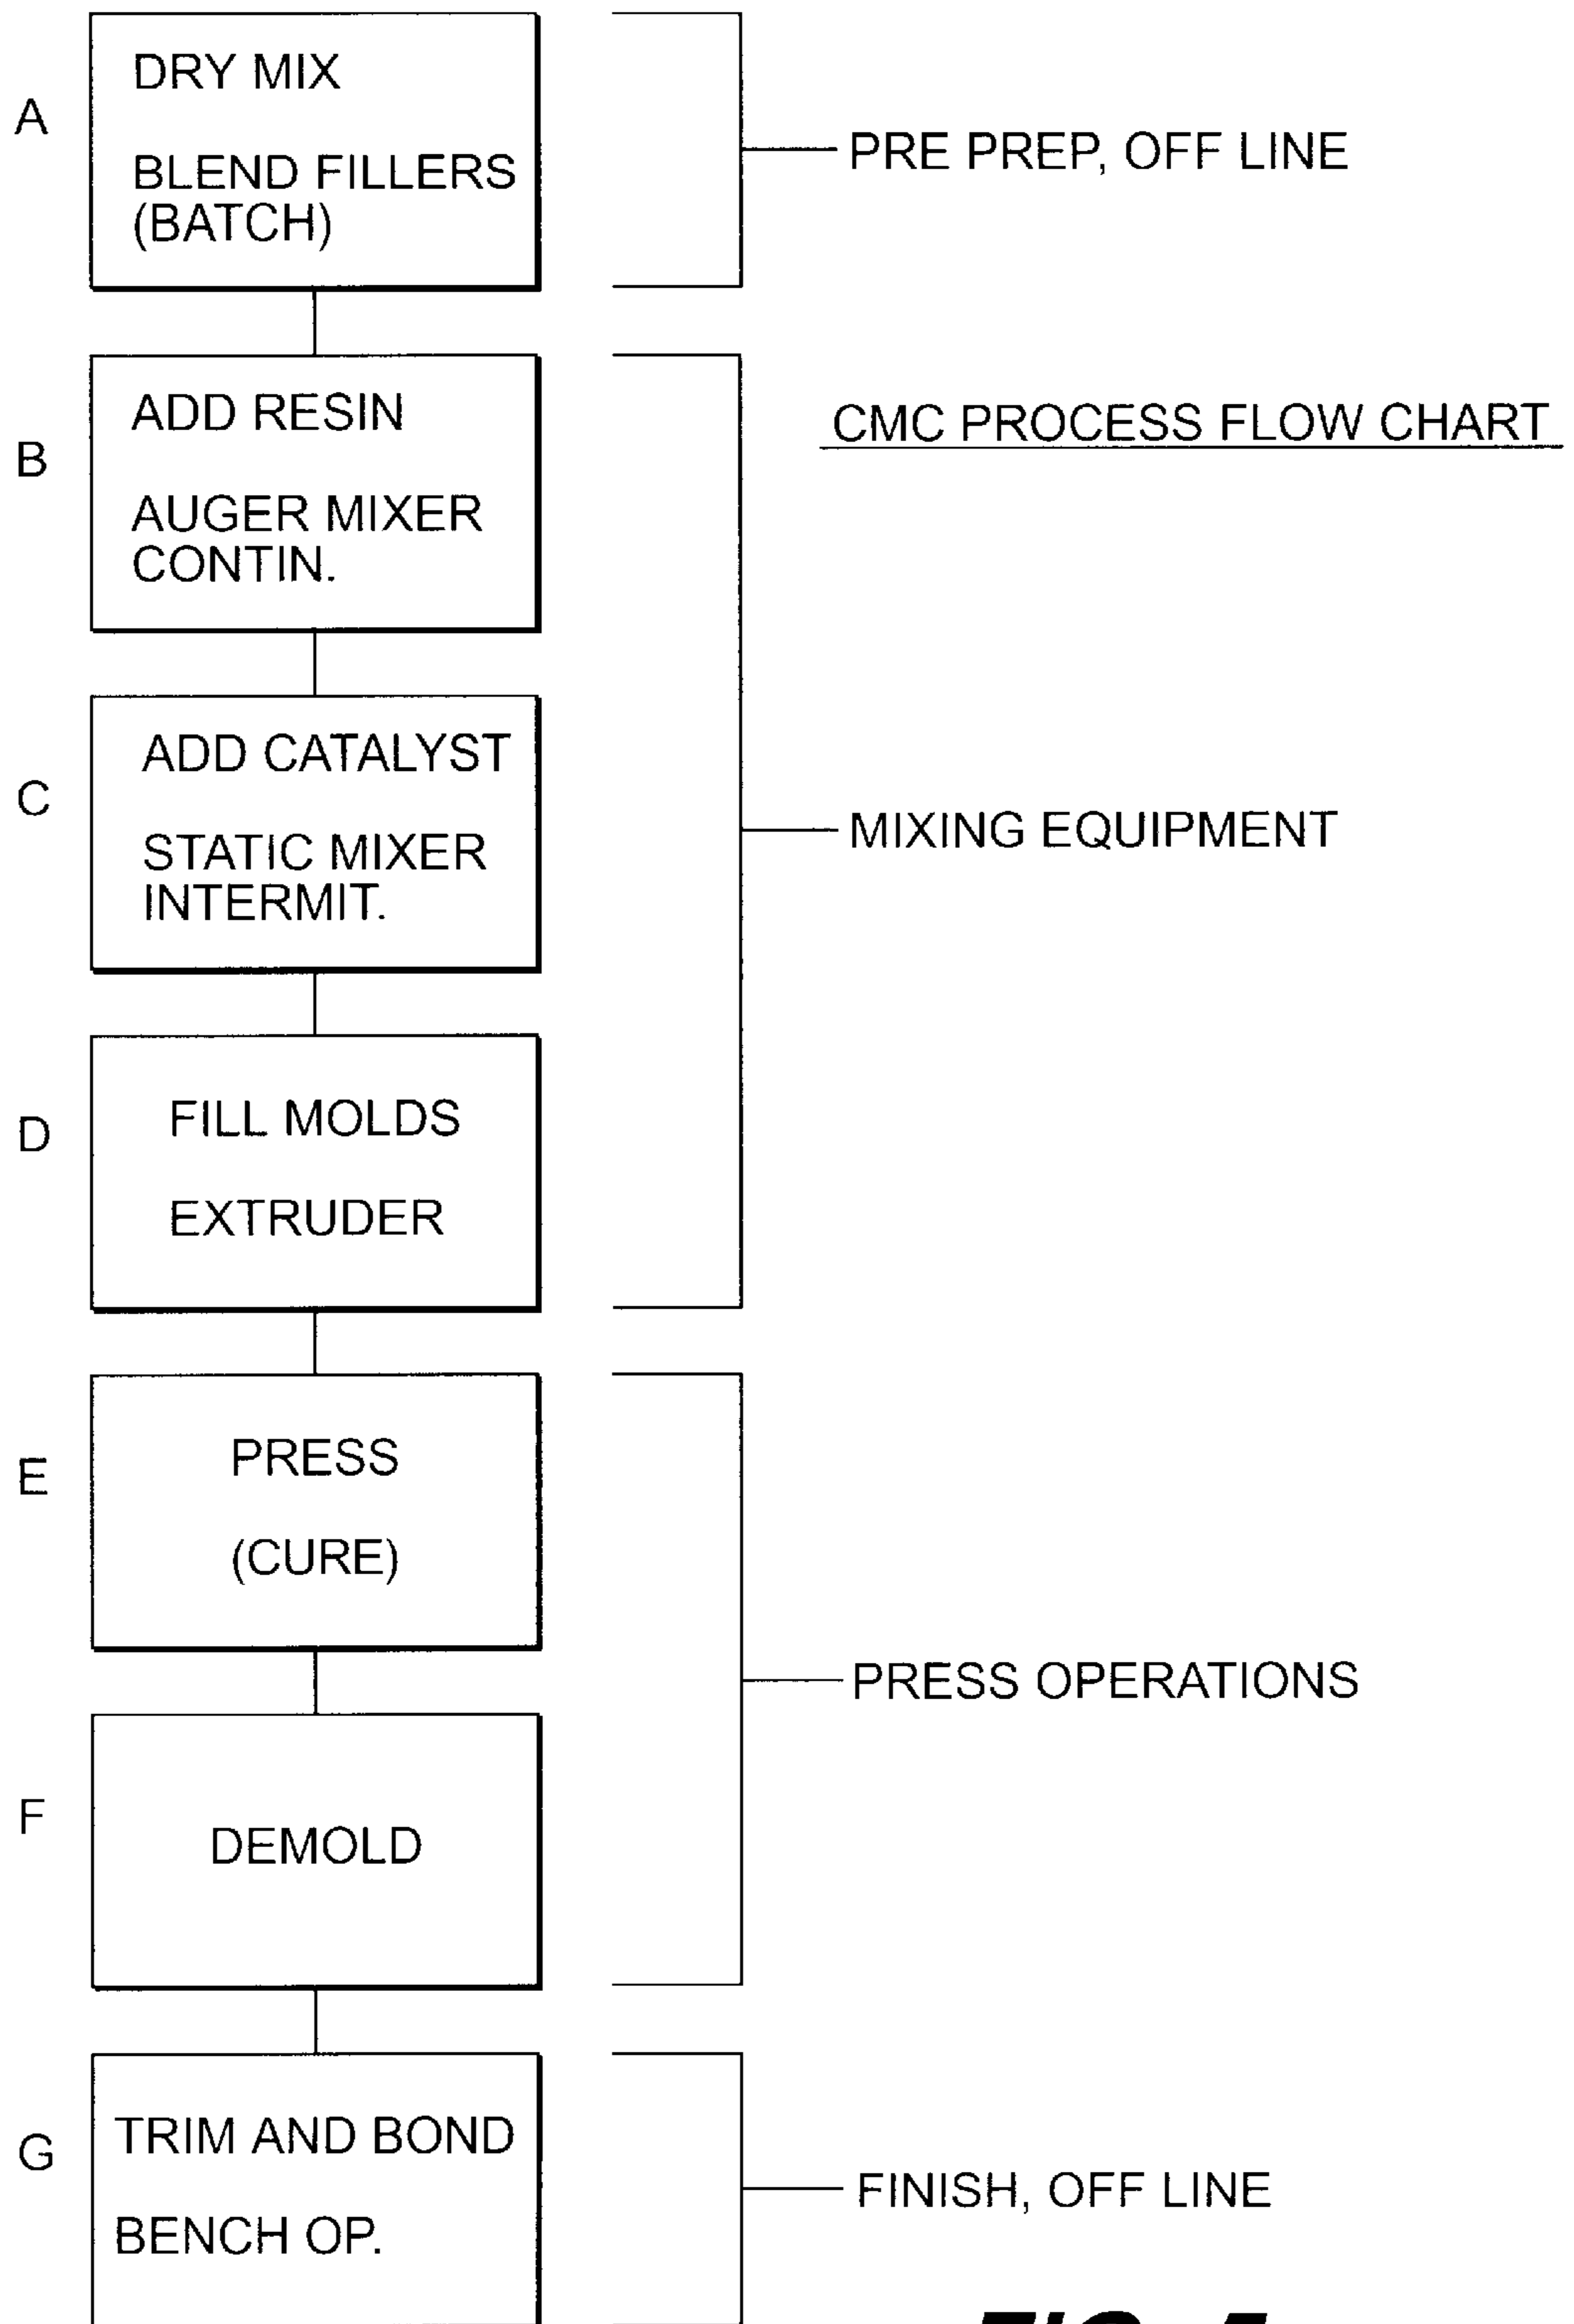 A
DRY MIX
BLEND FILLERS
(BATCH)
PRE PREP, OFF LINE
CMC PROCESS FLOW CHART
B
ADD RESIN
AUGER MIXER
CONTIN.
C
ADD CATALYST
STATIC MIXER
INTERMIT.
MIXING EQUIPMENT
D
FILL MOLDS
EXTRUDER
E
PRESS
(CURE)
PRESS OPERATIONS
F
DEMOLD
G
TRIM AND BOND
BENCH OP.
FINISH, OFF LINE